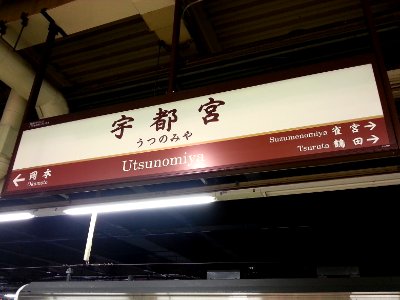 宇都宮
うつのみや
Utsunomiya
← 岡本
Okamoto
Suzumenomiya 雀宮 →
Tsuruta 鶴田 →